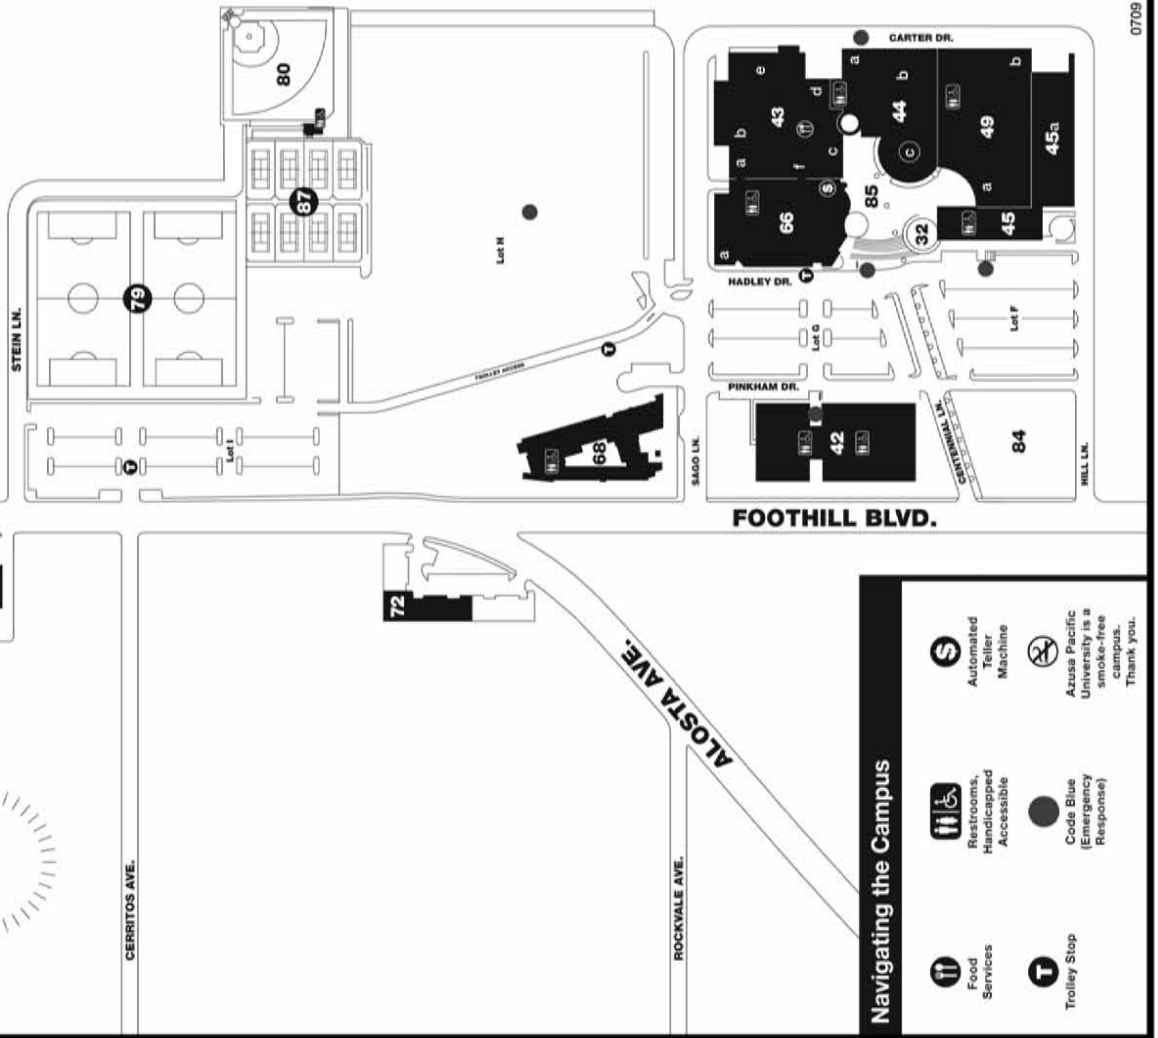 0709
CARTER DR.
80
e
a
b
b
d
44
43
49
45a
b
c
c
a
f
a
S
87
85
66
32
45
a
Lot H
HADLEY DR.
T
79
STEIN LN.
Lot G
Lot F
T
TROLLEY ACCESS
PINKHAM DR.
Lot I
T
68
SAGO LN.
42
CENTENNIAL LN.
84
HILL LN.
FOOTHILL BLVD.
72
ALOSTA AVE.
CERRITOS AVE.
ROCKVALE AVE.
Navigating the Campus
T
Food
Services
Trolley Stop
Restrooms,
Handicapped
Accessible
Code Blue
(Emergency
Response)
$
Automated
Teller
Machine
Azusa Pacific
University is a
smoke-free
campus.
Thank you.